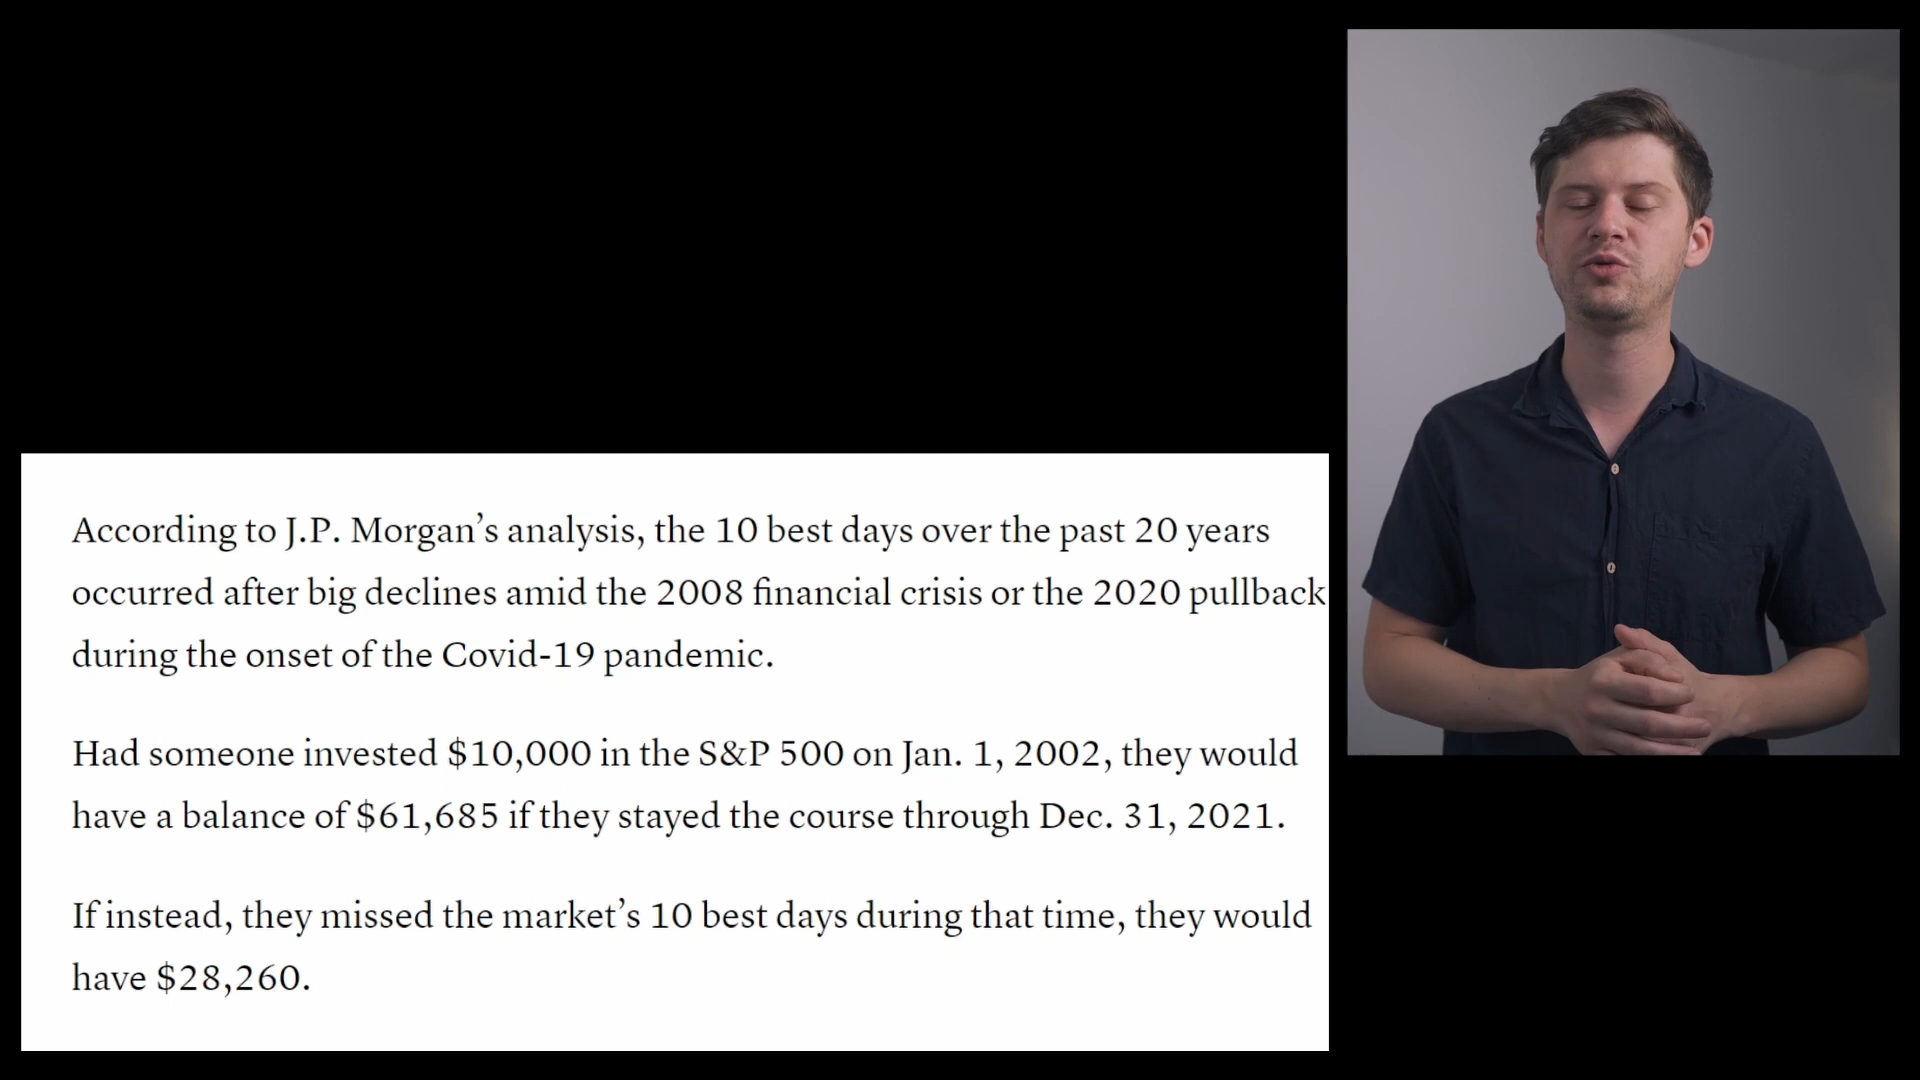 According to J.P. Morgan’s analysis, the 10 best days over the past 20 years
occurred after big declines amid the 2008 financial crisis or the 2020 pullback
during the onset of the Covid-19 pandemic.
Had someone invested $10,000 in the S&P 500 on Jan. 1, 2002, they would
have a balance of $61,685 if they stayed the course through Dec. 31, 2021.
If instead, they missed the market’s 10 best days during that time, they would
have $28,260.